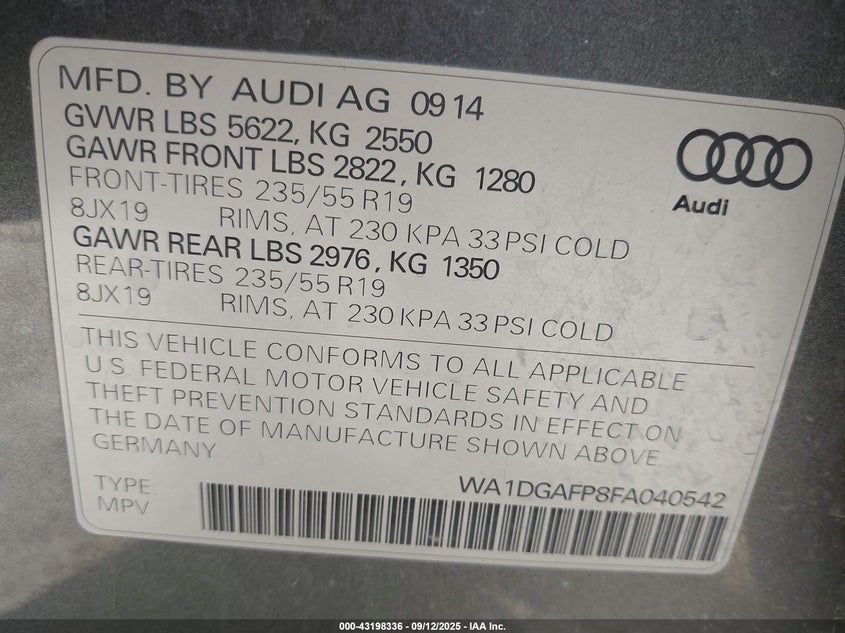 MFD. BY AUDI AG 0914
GVWR LBS 5622, KG 2550
GAWR FRONT LBS 2822, KG 1280
FRONT-TIRES 235/55 R19
8JX19 RIMS, AT 230 KPA 33 PSI COLD
GAWR REAR LBS 2976, KG 1350
REAR-TIRES 235/55 R19
8JX19 RIMS, AT 230 KPA 33 PSI COLD
Audi
THIS VEHICLE CONFORMS TO ALL APPLICABLE
U.S. FEDERAL MOTOR VEHICLE SAFETY AND
THEFT PREVENTION STANDARDS IN EFFECT ON
THE DATE OF MANUFACTURE SHOWN ABOVE
GERMANY
WA1DGAFP8FA040542
TYPE:
MPV
000-43198336 - 09/12/2025 - IAA Inc.